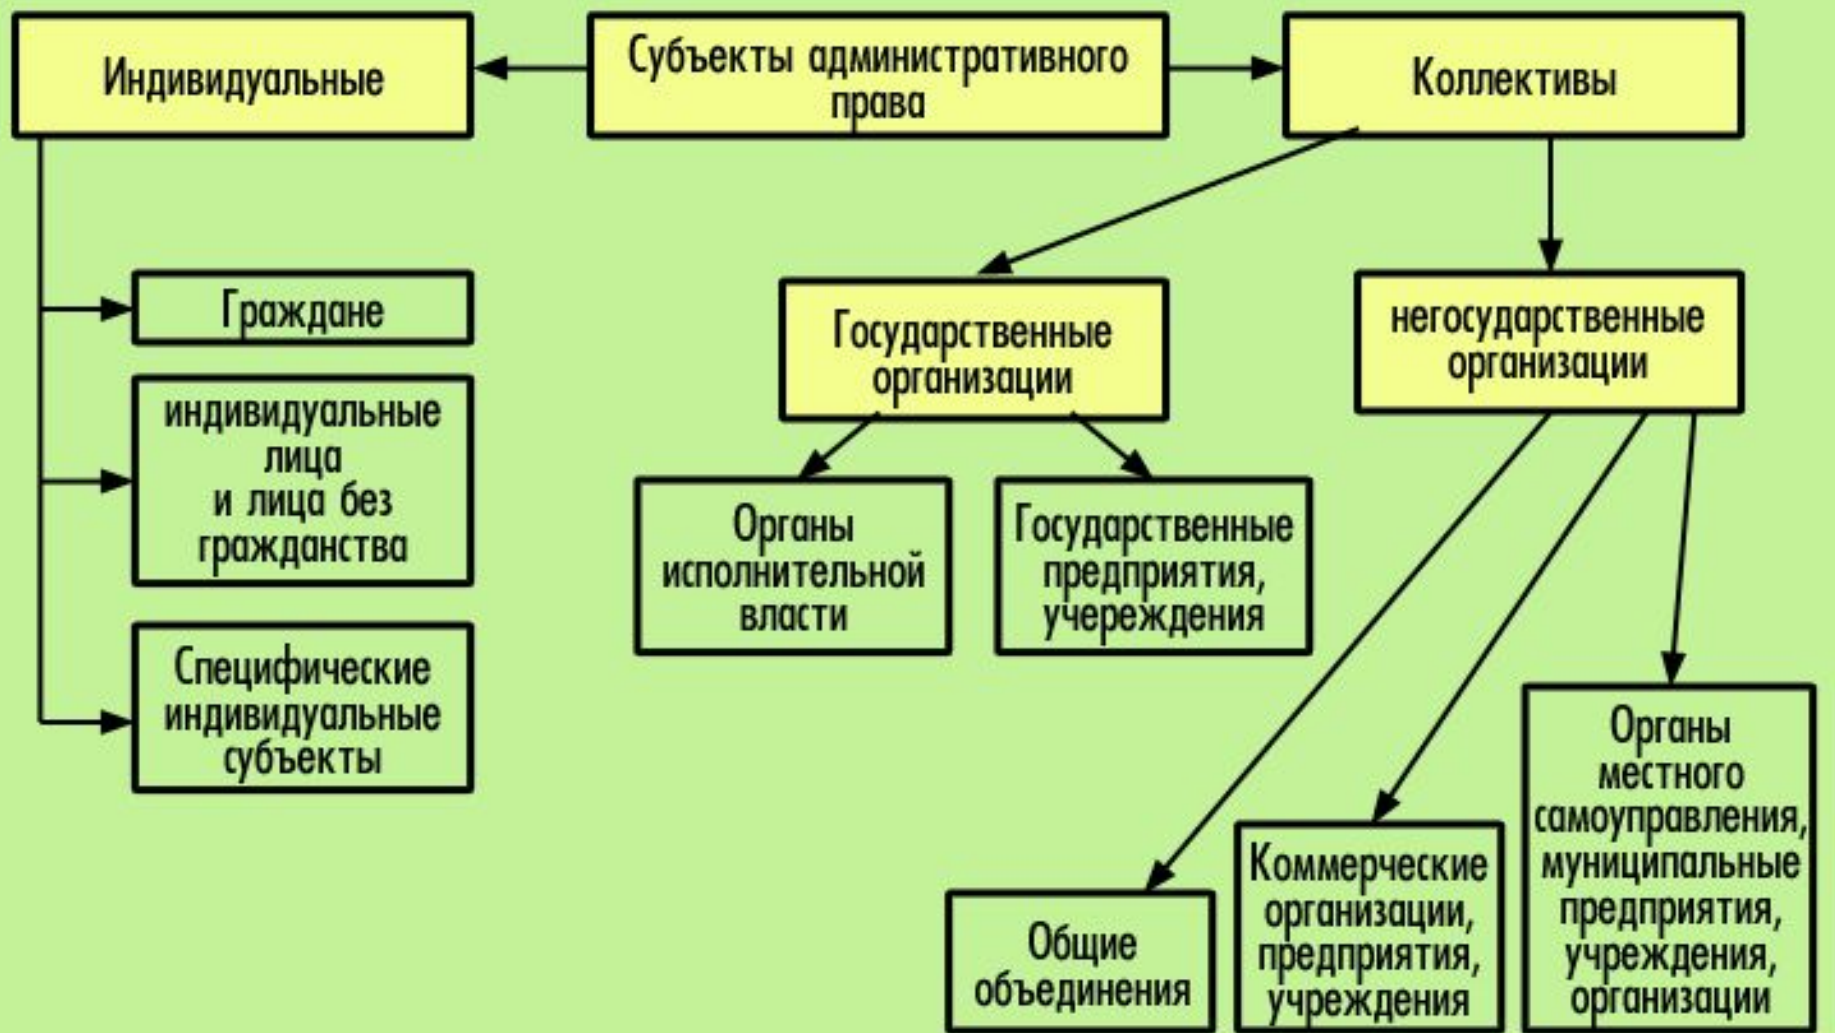 Индивидуальные
Субъекты административного
права
Коллективы
Граждане
индивидуальные
лица
и лица без
гражданства
Специфические
индивидуальные
субъекты
Государственные
организации
негосударственные
организации
Органы
исполнительной
власти
Государственные
предприятия,
учереждения
Общие
объединения
Коммерческие
организации,
предприятия,
учреждения
Органы
местного
самоуправления,
муниципальные
предприятия,
учреждения,
организации